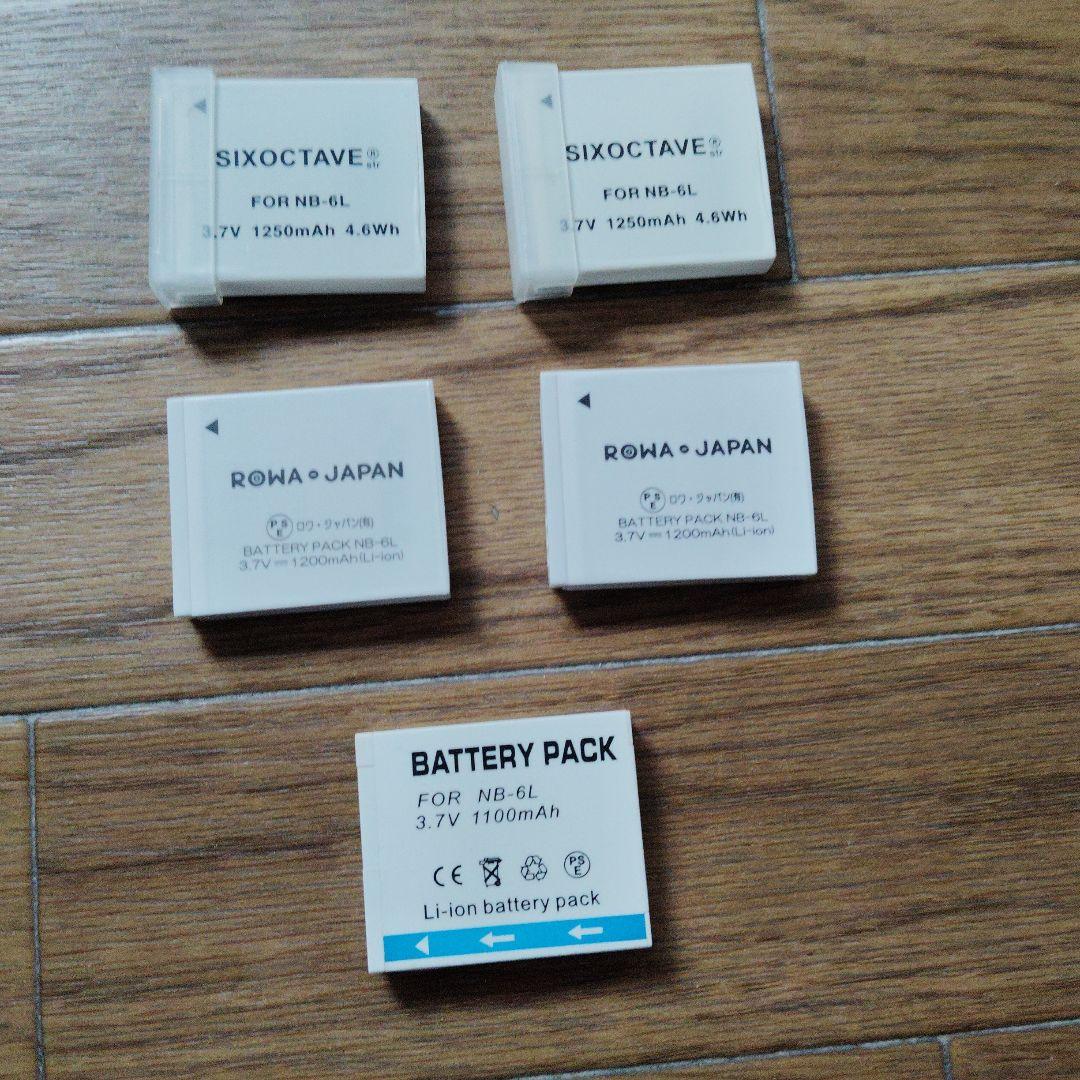 SIXOCTAVE®
str
FOR NB-6L
3.7V 1250mAh 4.6Wh
SIXOCTAVE®
str
FOR NB-6L
3.7V 1250mAh 4.6Wh
ROWA JAPAN
PSE ロワ・ジャパン(有)
BATTERY PACK NB-6L
3.7V⎓1200mAh(Li-ion)
ROWA JAPAN
PSE ロワ・ジャパン(有)
BATTERY PACK NB-6L
3.7V⎓1200mAh(Li-ion)
BATTERY PACK
FOR NB-6L
3.7V 1100mAh
CE PSE
Li-ion battery pack